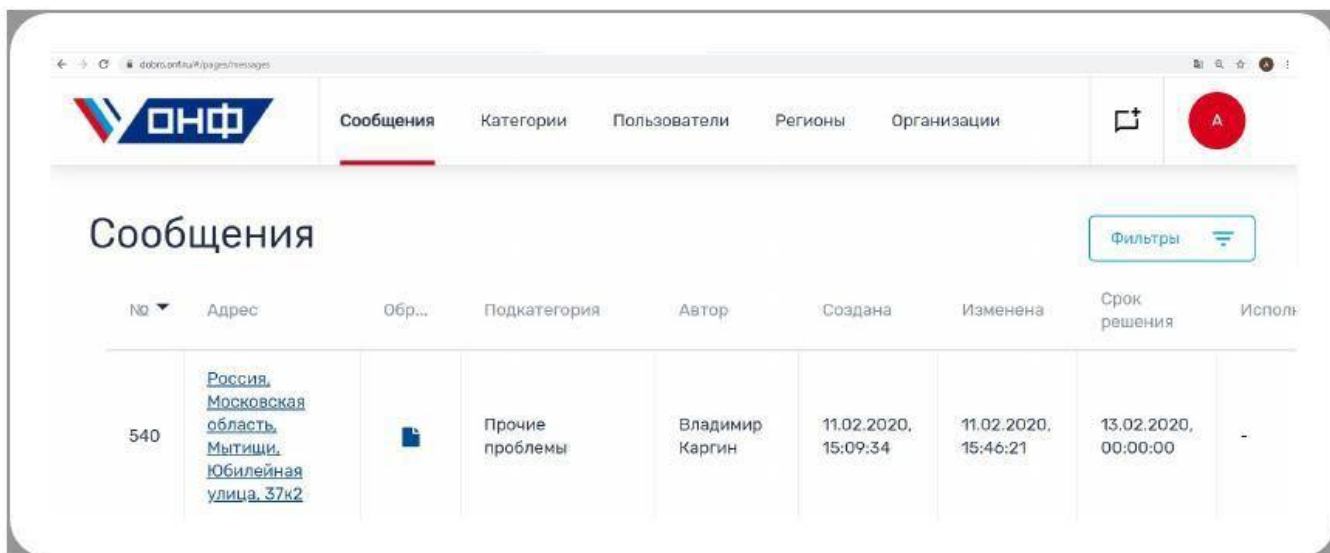 dobro.onf.ru/#/pages/messages
ОНФ
Сообщения Категории Пользователи Регионы Организации
А
Сообщения
Фильтры
№ Адрес Обр... Подкатегория Автор Создана Изменена Срок решения Исполн
540
Россия,
Московская
область,
Мытищи,
Юбилейная
улица, 37к2
Прочие
проблемы
Владимир
Каргин
11.02.2020,
15:09:34
11.02.2020,
15:46:21
13.02.2020,
00:00:00
-